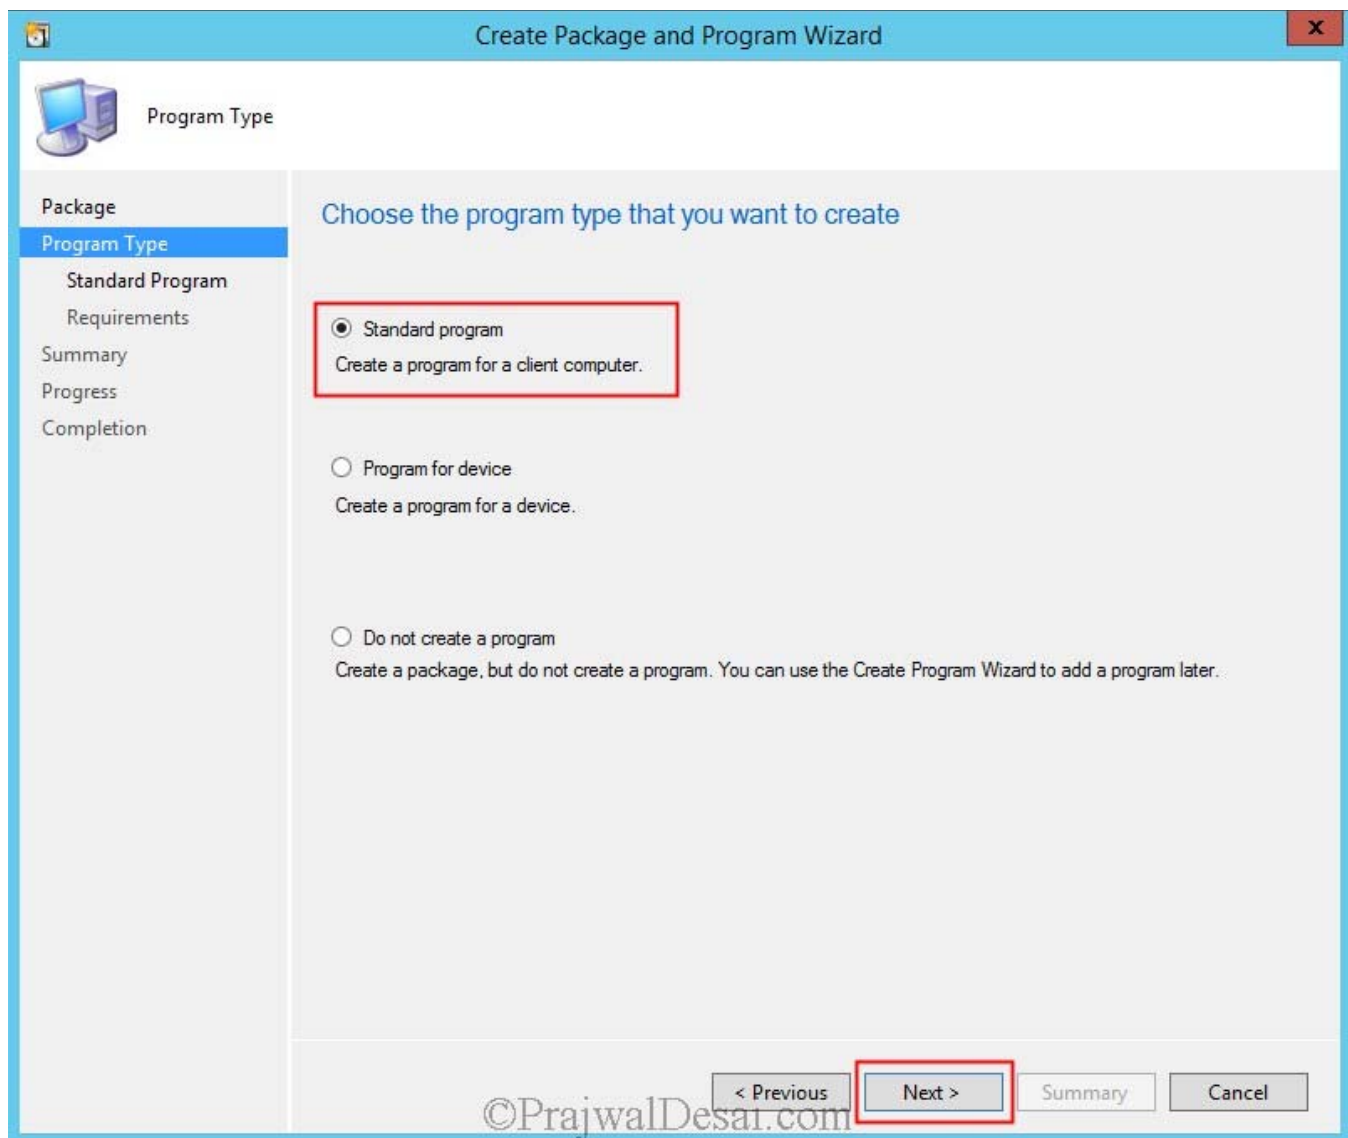 Create Package and Program Wizard
x
Program Type
Package
Program Type
Standard Program
Requirements
Summary
Progress
Completion
Choose the program type that you want to create
Standard program
Create a program for a client computer.
Program for device
Create a program for a device.
Do not create a program
Create a package, but do not create a program. You can use the Create Program Wizard to add a program later.
< Previous
Next >
Summary
Cancel
©PrajwalDesai.com